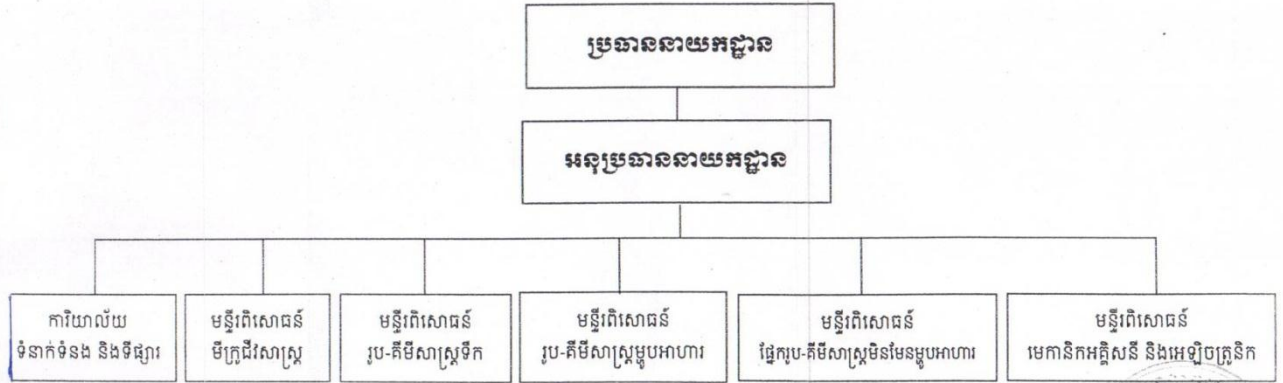 ប្រធាននាយកដ្ឋាន
អនុប្រធាននាយកដ្ឋាន
ការិយាល័យ
ទំនាក់ទំនង និងទីផ្សារ
មន្ទីរពិសោធន៍
មីក្រូជីវសាស្ត្រ
មន្ទីរពិសោធន៍
រូប-គីមីសាស្ត្រទឹក
មន្ទីរពិសោធន៍
រូប-គីមីសាស្ត្រម្ហូបអាហារ
មន្ទីរពិសោធន៍
ផ្នែករូប-គីមីសាស្ត្រមិនមែនម្ហូបអាហារ
មន្ទីរពិសោធន៍
មេកានិកអគ្គិសនី និងអេឡិចត្រូនិក